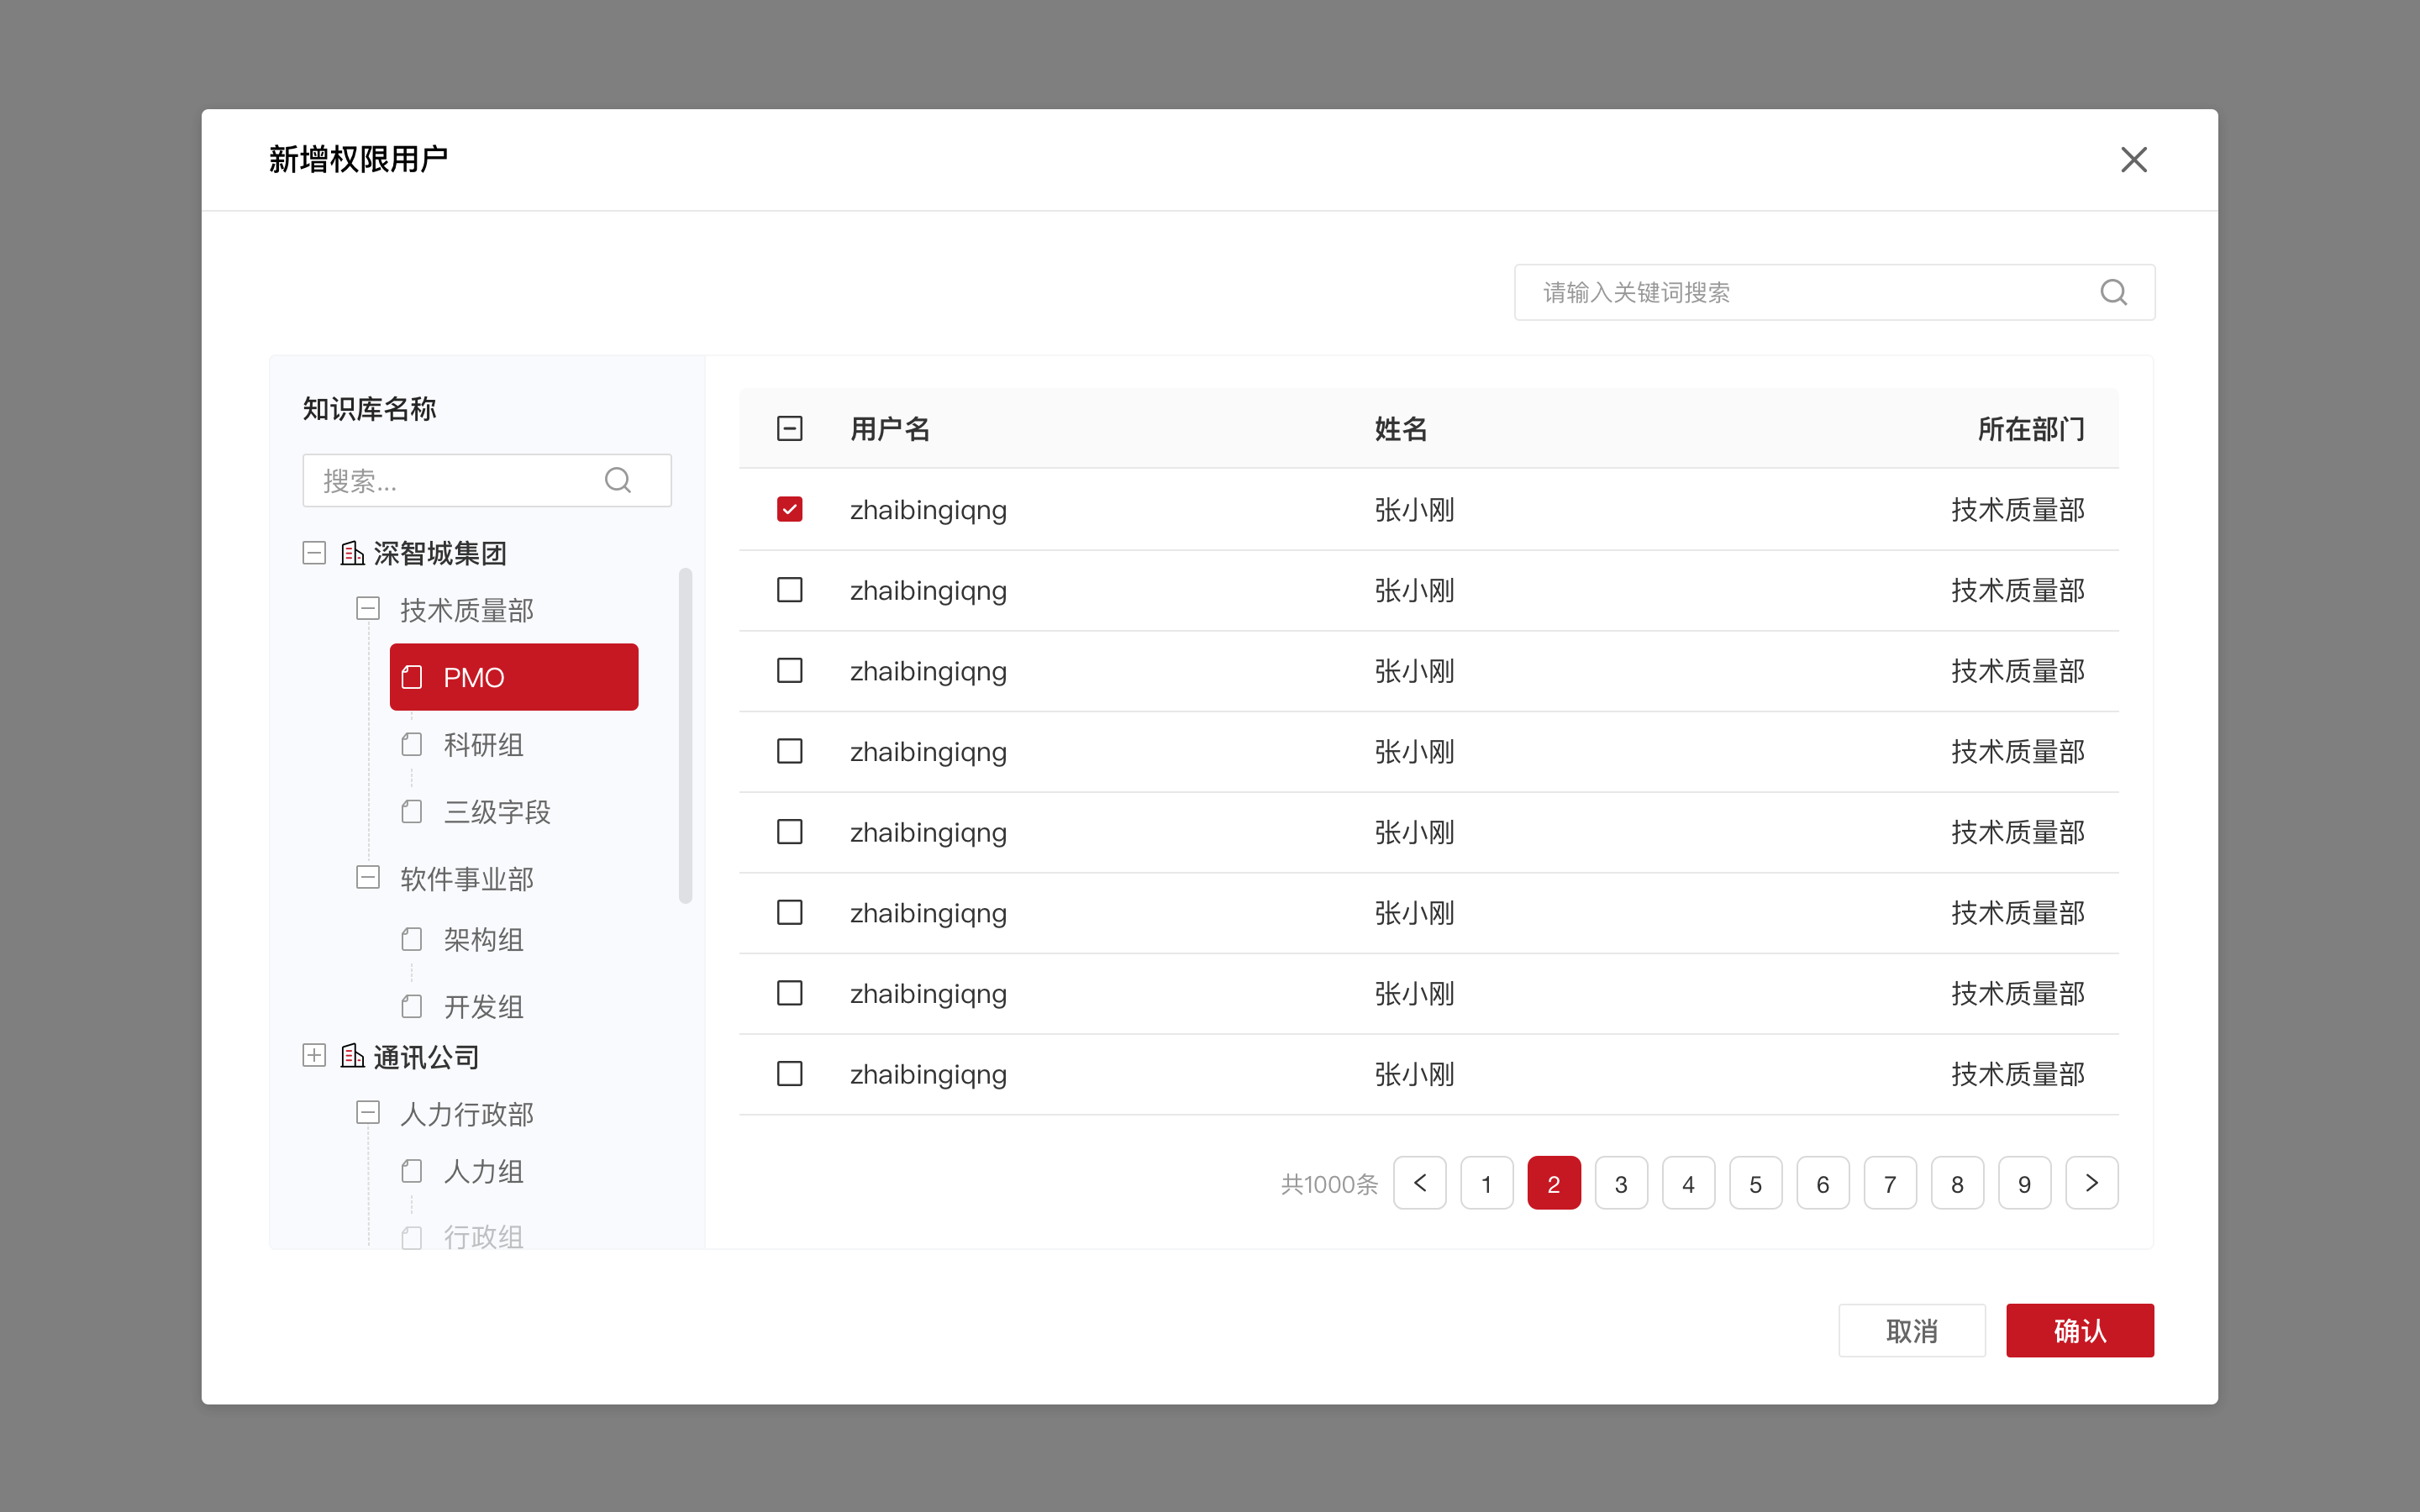 新增权限用户
请输入关键词搜索
知识库名称
搜索...
深智城集团
技术质量部
PMO
科研组
三级字段
软件事业部
架构组
开发组
通讯公司
人力行政部
人力组
行政组
用户名 姓名 所在部门
zhaibingiqng 张小刚 技术质量部
zhaibingiqng 张小刚 技术质量部
zhaibingiqng 张小刚 技术质量部
zhaibingiqng 张小刚 技术质量部
zhaibingiqng 张小刚 技术质量部
zhaibingiqng 张小刚 技术质量部
zhaibingiqng 张小刚 技术质量部
zhaibingiqng 张小刚 技术质量部
共1000条 1 2 3 4 5 6 7 8 9
取消 确认